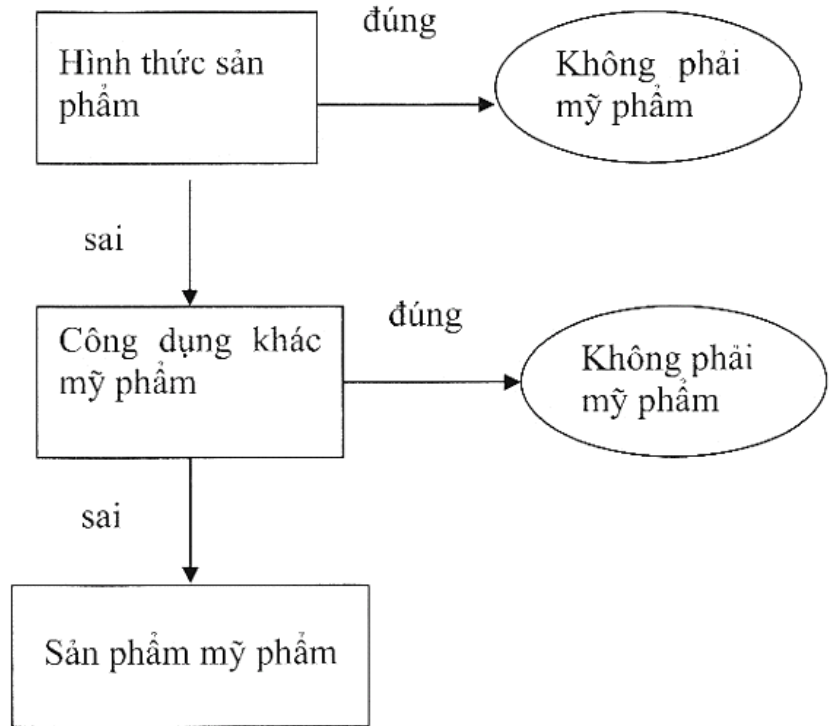 đúng
Hình thức sản
phẩm
Không phải
mỹ phẩm
sai
đúng
Công dụng khác
mỹ phẩm
Không phải
mỹ phẩm
sai
Sản phẩm mỹ phẩm